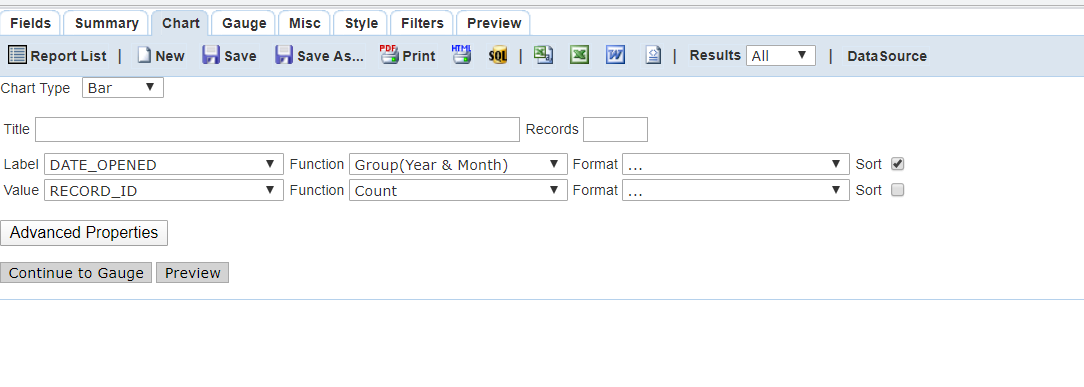 Fields Summary Chart Gauge Misc Style Filters Preview
Report List | New Save Save As... PDF Print HTML SQL | X X W | Results All | DataSource
Chart Type Bar
Title Records
Label DATE_OPENED Function Group(Year & Month) Format ... Sort
Value RECORD_ID Function Count Format ... Sort
Advanced Properties
Continue to Gauge Preview